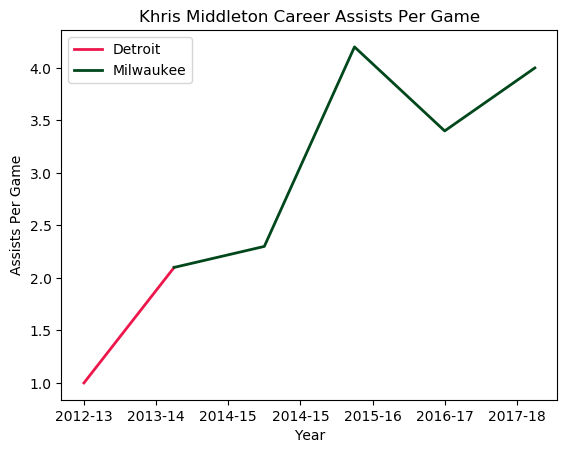 Khris Middleton Career Assists Per Game
Detroit
Milwaukee
Assists Per Game
4.0
3.5
3.0
2.5
2.0
1.5
1.0
2012-13 2013-14 2014-15 2014-15 2015-16 2016-17 2017-18
Year